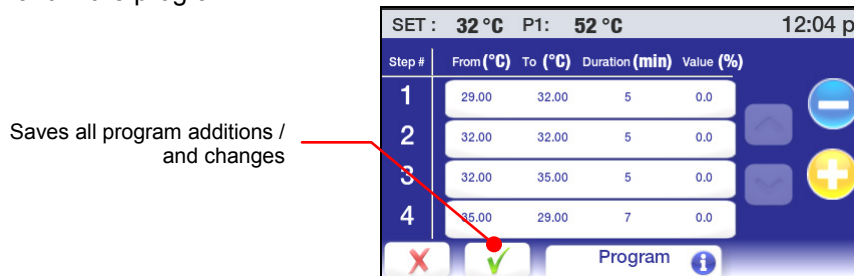 SET : 32 °C P1: 52 °C 12:04 p
Step # From (°C) To (°C) Duration (min) Value (%)
1 29.00 32.00 5 0.0
2 32.00 32.00 5 0.0
3 32.00 35.00 5 0.0
4 35.00 29.00 7 0.0
Program
Saves all program additions /
and changes